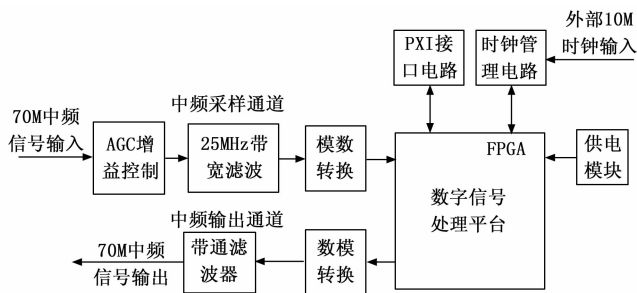 外部10M
时钟输入
PXI接
口电路
时钟管
理电路
中频采样通道
70M中频
信号输入
AGC增
益控制
25MHz带
宽滤波
模数
转换
FPGA
数字信号
处理平台
供电
模块
中频输出通道
70M中频
信号输出
带通滤
波器
数模
转换